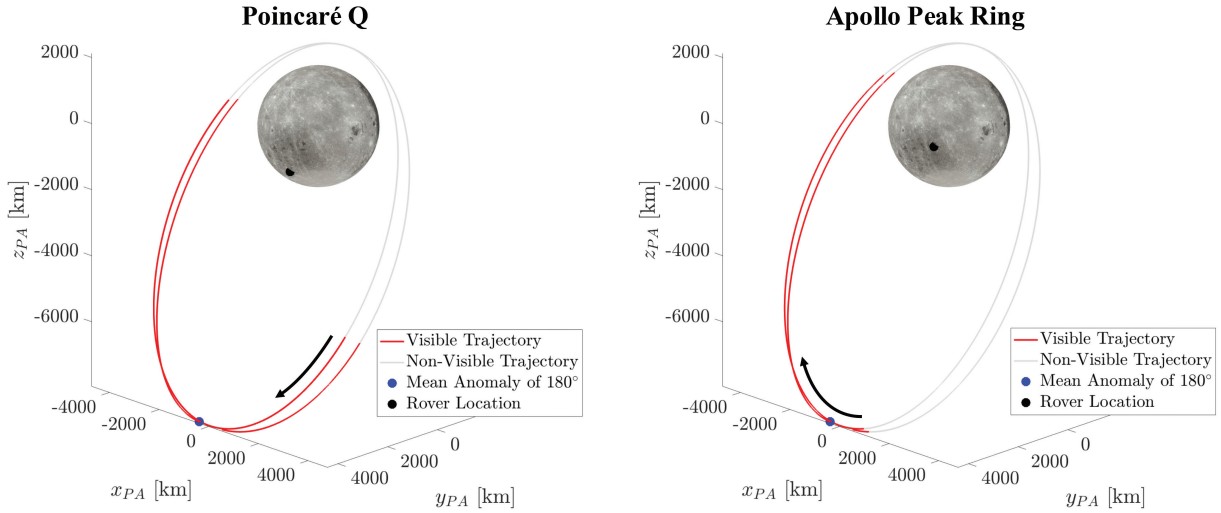 Poincaré Q
2000
0
-2000
-4000
-6000
z_PA [km]
-4000
-2000
0
2000
4000
x_PA [km]
4000
2000
0
y_PA [km]
Visible Trajectory
Non-Visible Trajectory
Mean Anomaly of 180°
Rover Location
Apollo Peak Ring
2000
0
-2000
-4000
-6000
z_PA [km]
-4000
-2000
0
2000
4000
x_PA [km]
4000
2000
0
y_PA [km]
Visible Trajectory
Non-Visible Trajectory
Mean Anomaly of 180°
Rover Location